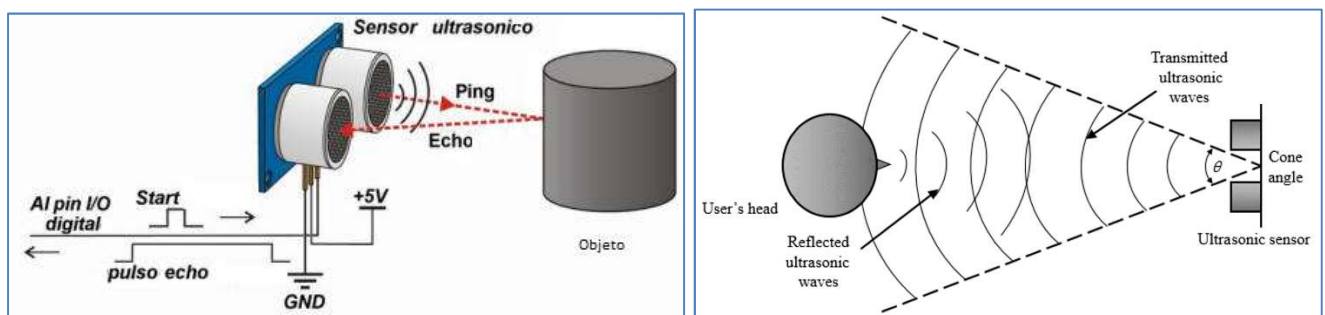 Sensor ultrasonico
Ping
Echo
Start
Al pin I/O
digital
+5V
pulso echo
GND
Objeto
Transmitted
ultrasonic
waves
θ
Cone
angle
User's head
Ultrasonic sensor
Reflected
ultrasonic
waves